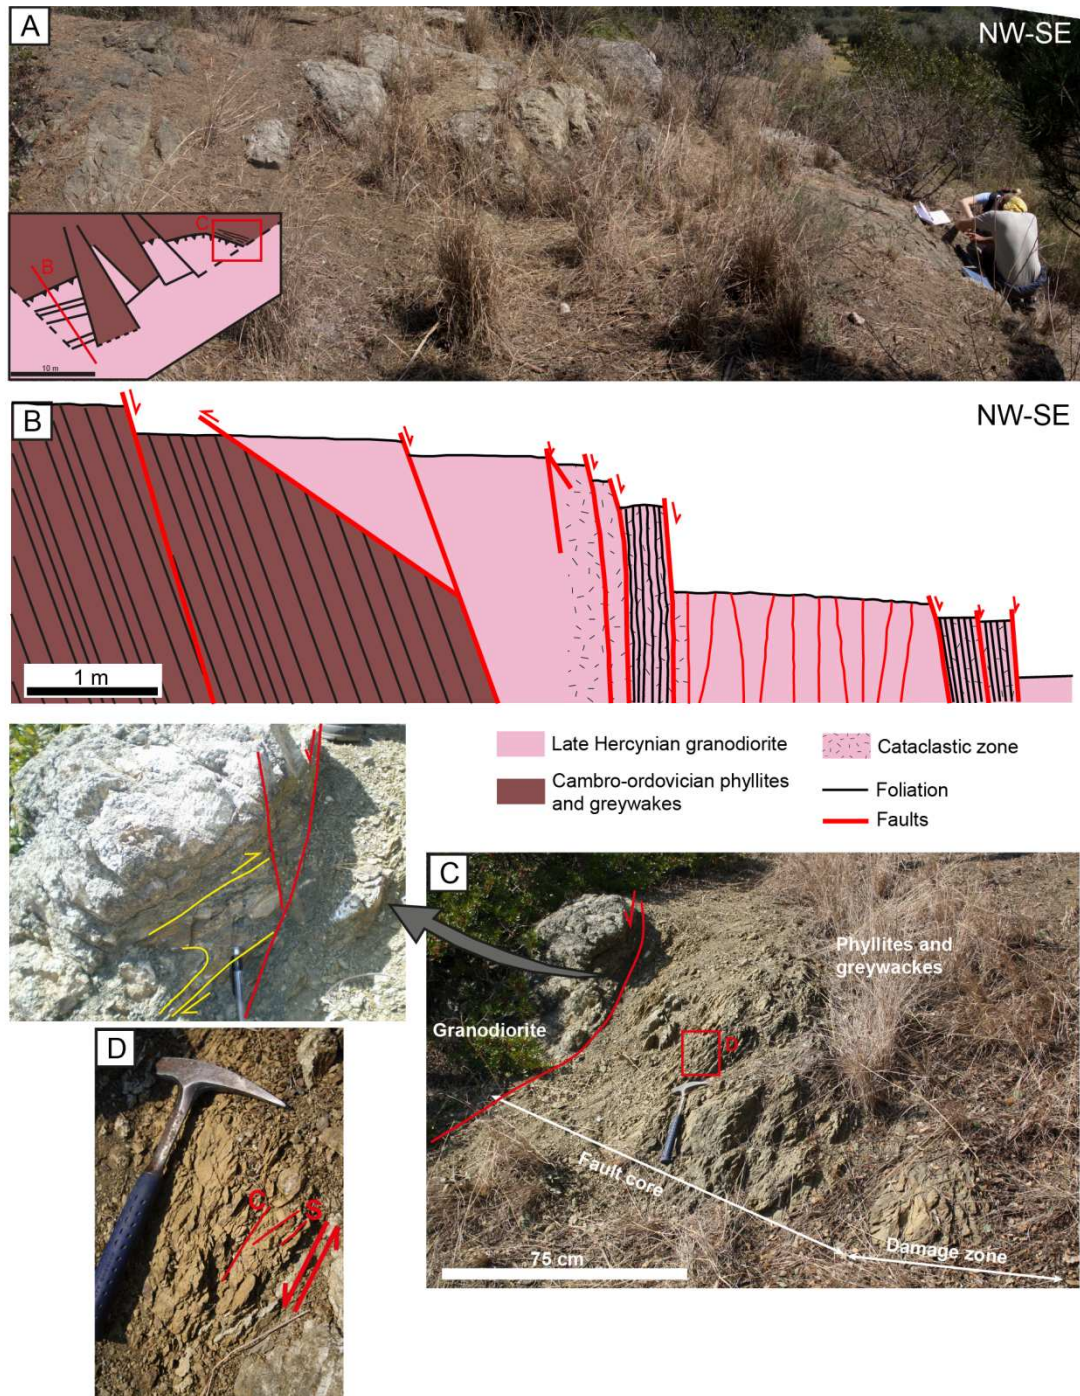 A
NW-SE
B
C
10 m
B
NW-SE
1 m
Late Hercynian granodiorite
Cambro-ordovician phyllites
and greywakes
Cataclastic zone
Foliation
Faults
C
Phyllites and
greywackes
Granodiorite
D
Fault core
Damage zone
75 cm
D
C
S